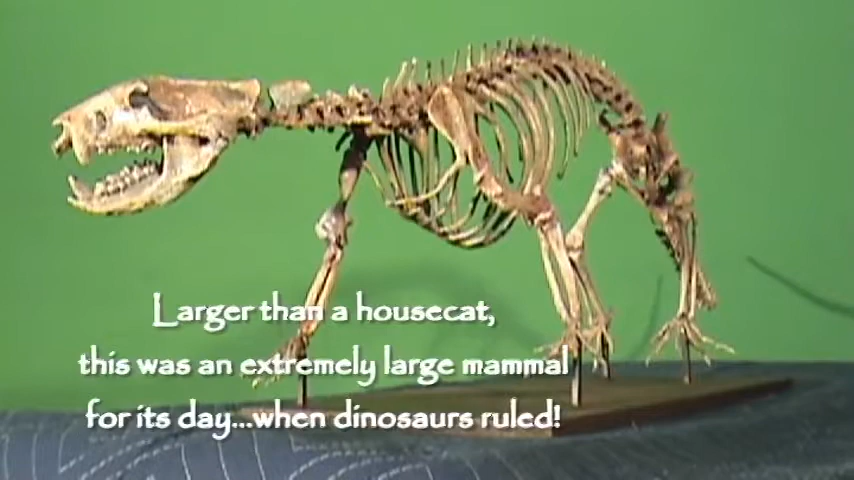 Larger than a housecat,
this was an extremely large mammal
for its day...when dinosaurs ruled!